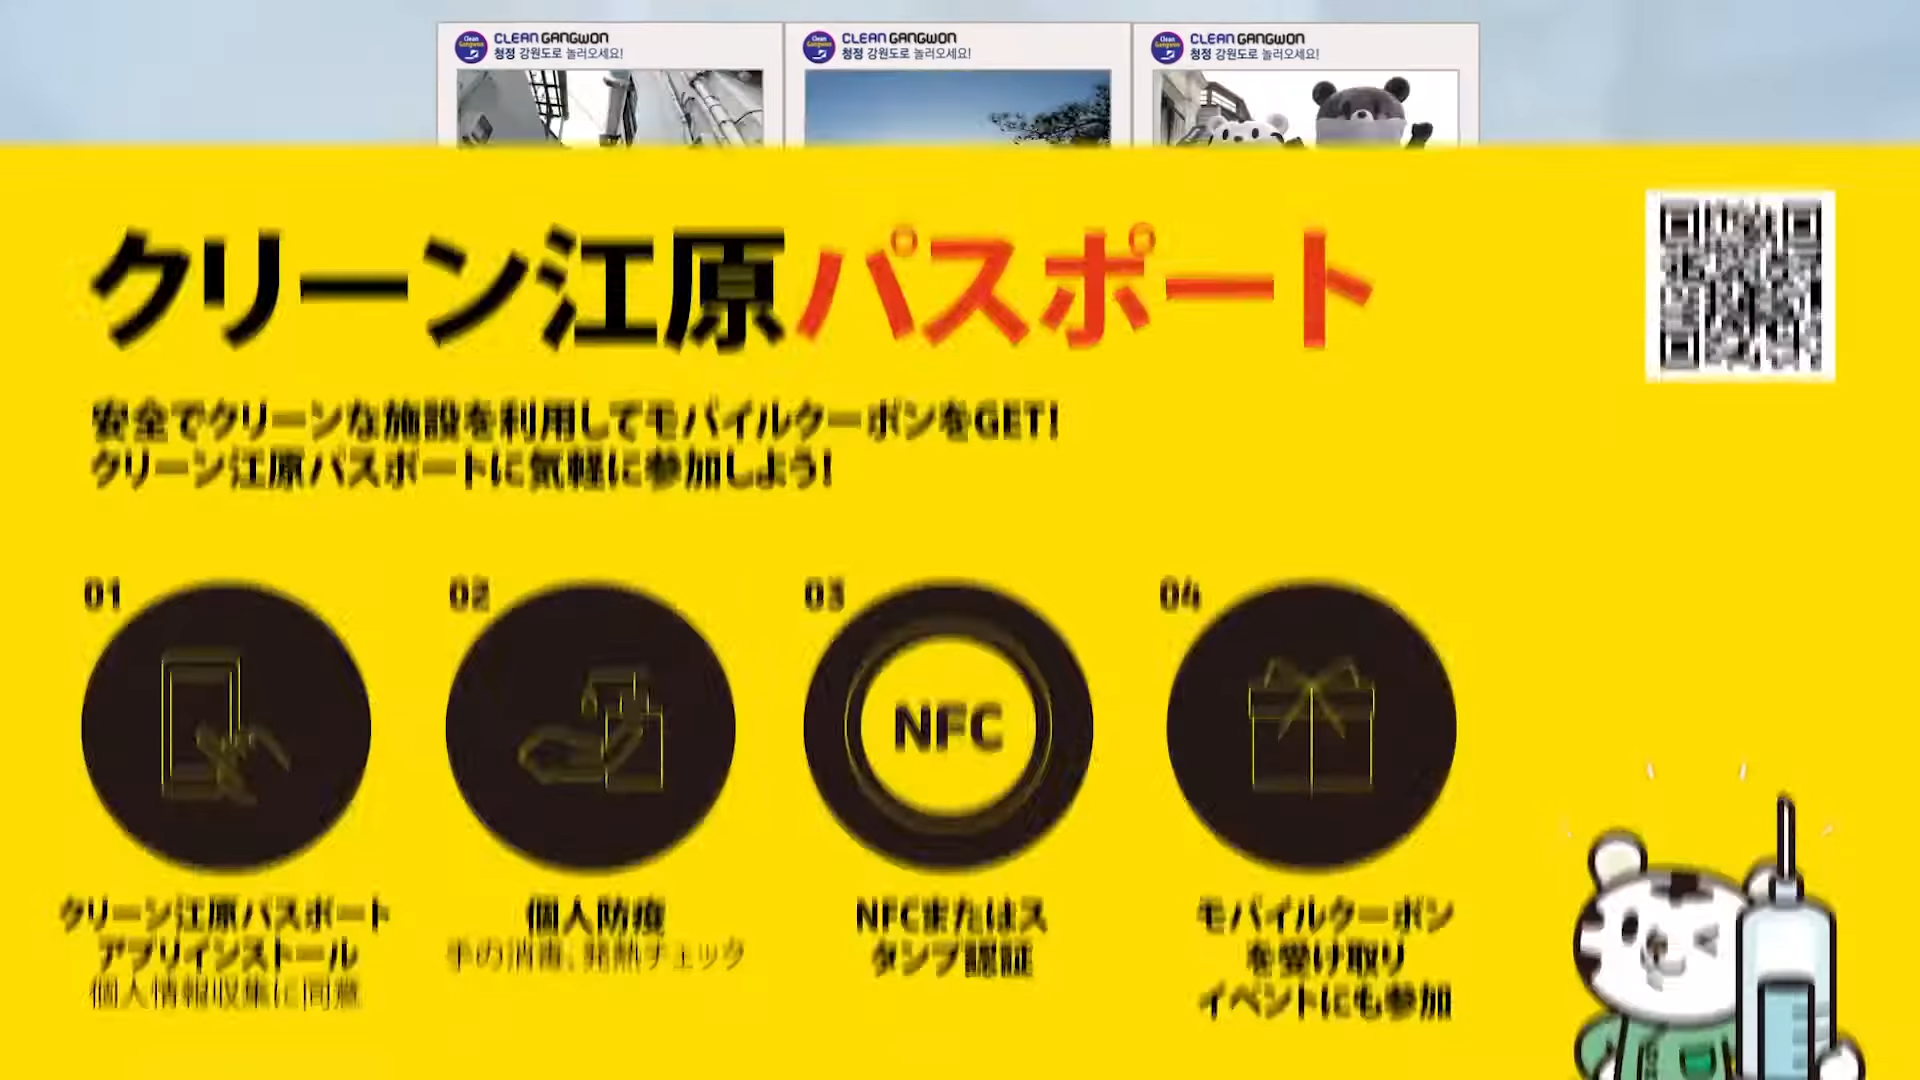 CLEAN GANGWON
청정 강원도로 놀러오세요!
CLEAN GANGWON
청정 강원도로 놀러오세요!
CLEAN GANGWON
청정 강원도로 놀러오세요!
クリーン江原パスポート
安全でクリーンな施設を利用してモバイルクーポンをGET!
クリーン江原パスポートに気軽に参加しよう!
01
クリーン江原パスポート
アプリインストール
個人情報収集に同意
02
個人防疫
手の消毒、発熱チェック
03
NFC
NFCまたはス
タンプ認証
04
モバイルクーポン
を受け取り
イベントにも参加